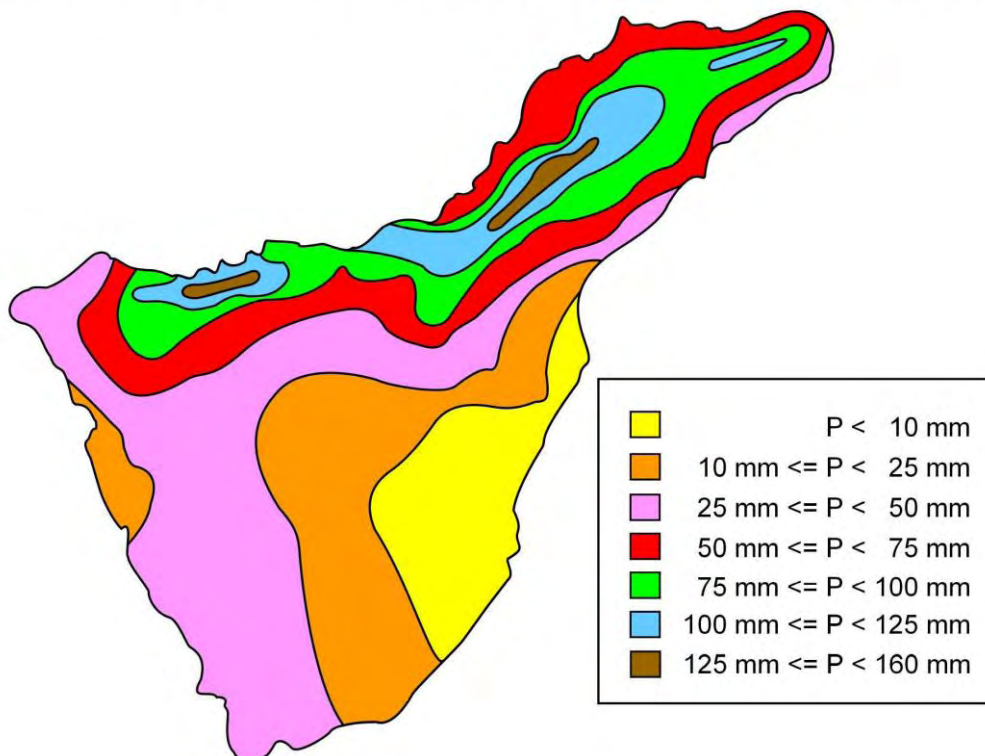 P < 10 mm
10 mm <= P < 25 mm
25 mm <= P < 50 mm
50 mm <= P < 75 mm
75 mm <= P < 100 mm
100 mm <= P < 125 mm
125 mm <= P < 160 mm